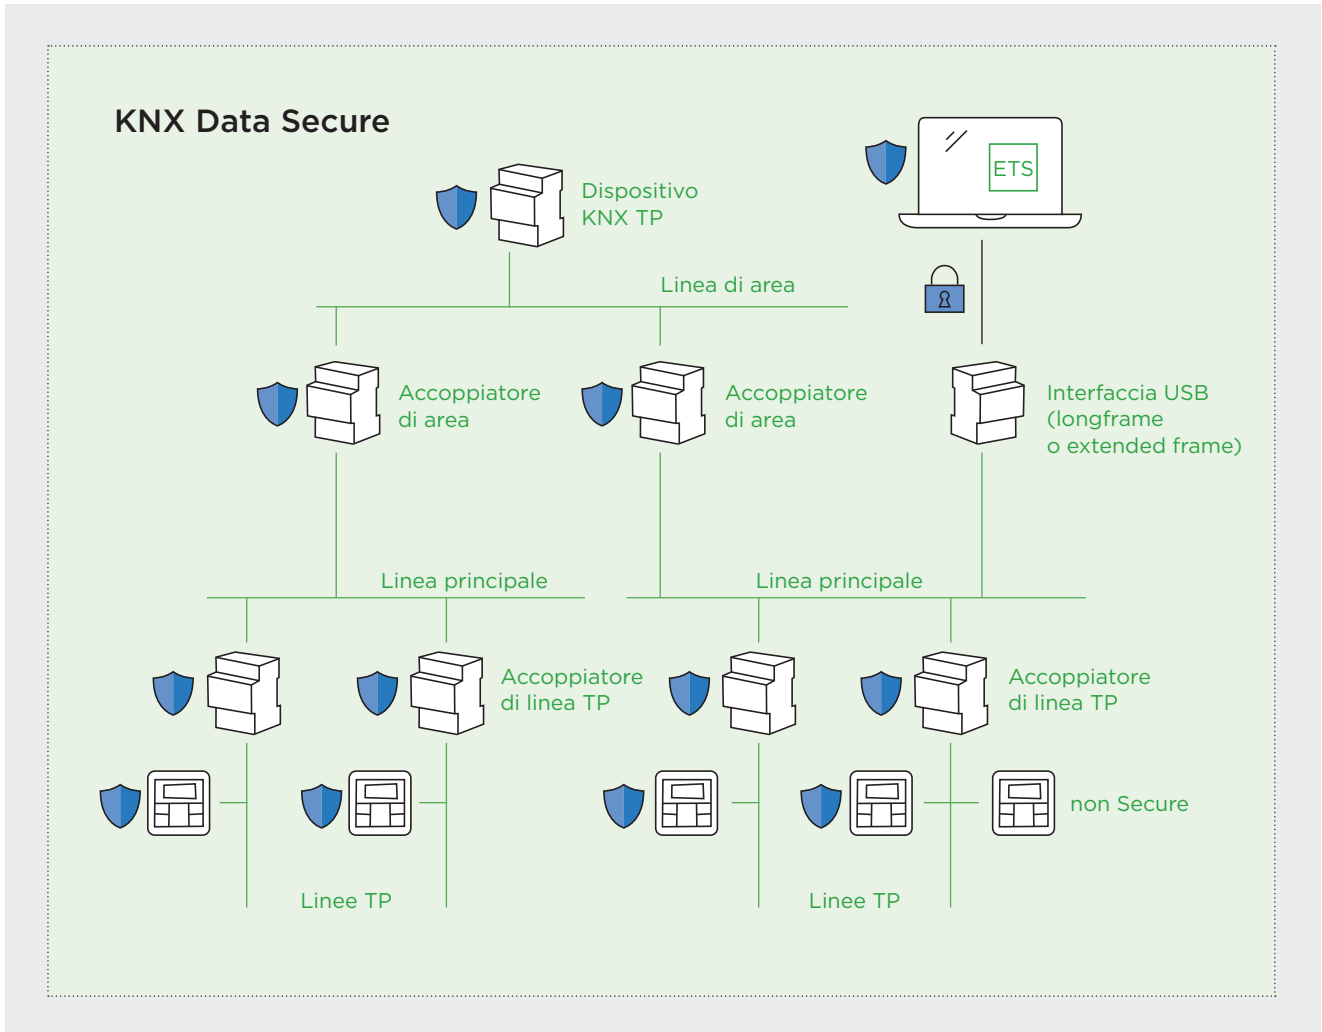 KNX Data Secure
ETS
Dispositivo
KNX TP
Linea di area
Accoppiatore
di area
Accoppiatore
di area
Interfaccia USB
(longframe
o extended frame)
Linea principale
Linea principale
Accoppiatore
di linea TP
Accoppiatore
di linea TP
non Secure
Linee TP
Linee TP